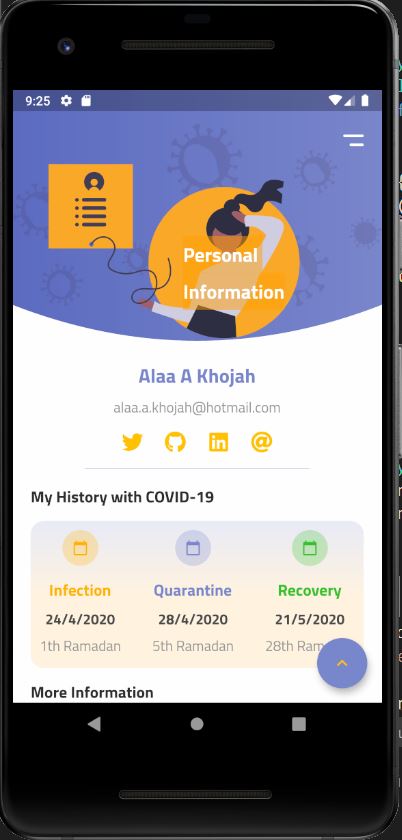 9:25
Personal
Information
Alaa A Khojah
alaa.a.khojah@hotmail.com
My History with COVID-19
Infection Quarantine Recovery
24/4/2020 28/4/2020 21/5/2020
1th Ramadan 5th Ramadan 28th Ram
More Information